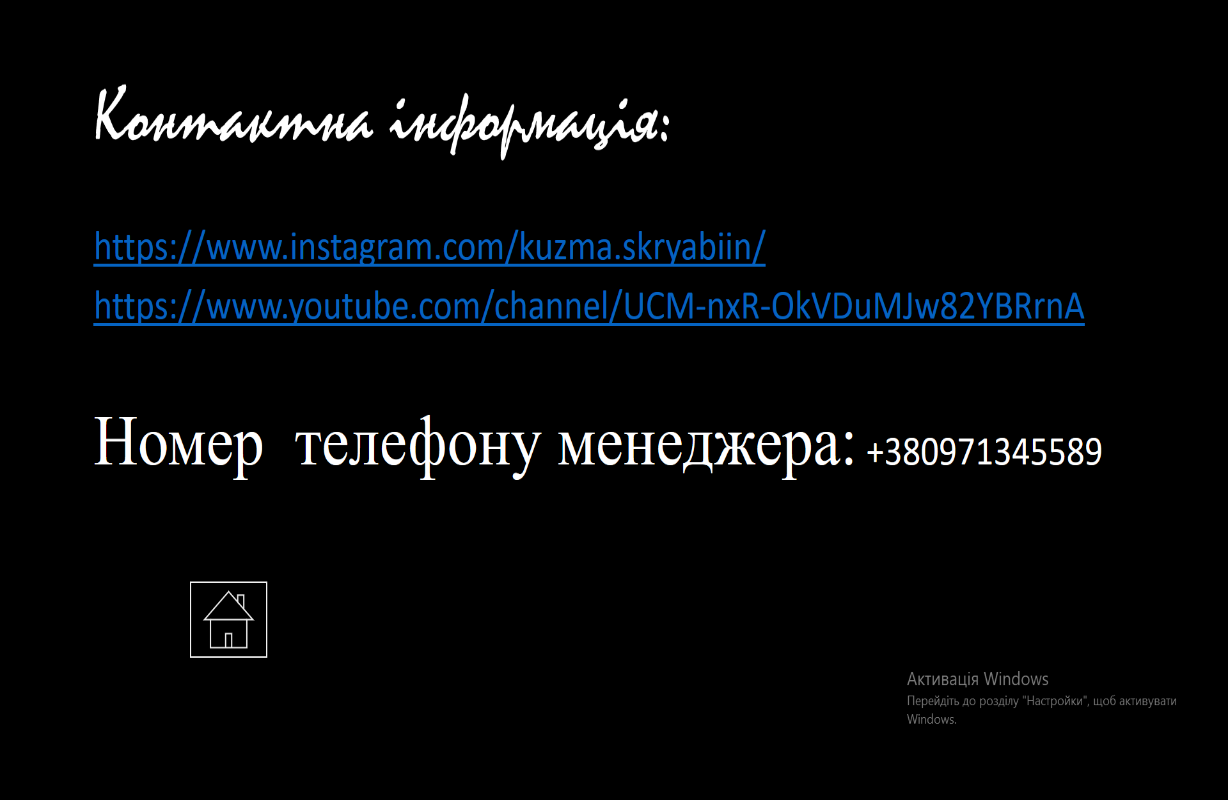 Контактна інформація:
https://www.instagram.com/kuzma.skryabiin/
https://www.youtube.com/channel/UCM-nxR-OkVDuMJw82YBRrnA
Номер  телефону менеджера: +380971345589
Активація Windows
Перейдіть до розділу "Настройки", щоб активувати
Windows.